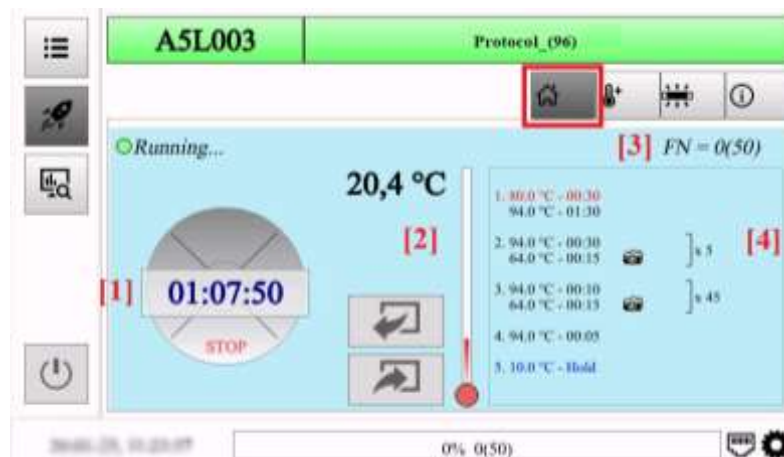 A5L003
Protocol_(96)
Running...
[3] FN = 0(50)
20,4 °C
[2]
[1] 01:07:50
STOP
1. 80.0 °C - 00:30
94.0 °C - 01:30
2. 94.0 °C - 00:30
64.0 °C - 00:15
x 5
[4]
3. 94.0 °C - 00:10
64.0 °C - 00:15
x 45
4. 94.0 °C - 00:05
5. 10.0 °C - Hold
0% 0(50)